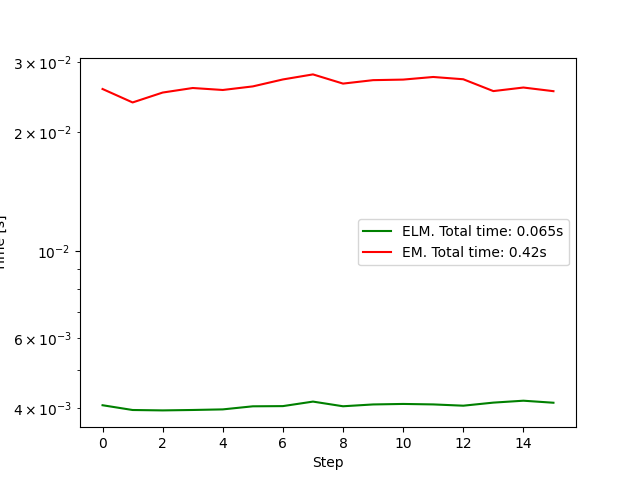 3 × 10⁻²
2 × 10⁻²
10⁻²
6 × 10⁻³
4 × 10⁻³
ELM. Total time: 0.065s
EM. Total time: 0.42s
0 2 4 6 8 10 12 14
Step